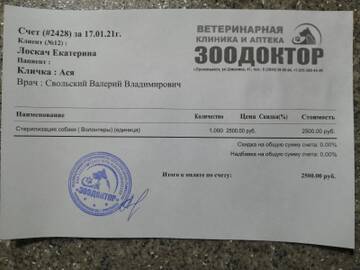 Счет (#2428) за 17.01.21г.
Клиент (№12) :
Лоскач Екатерина
Пациент :
Кличка : Ася
Врач : Свольский Валерий Владимирович
ВЕТЕРИНАРНАЯ
КЛИНИКА И АПТЕКА
ЗООДОКТОР
Наименование Количество Цена Скидка(%) Стоимость
Стерилизация собаки ( Волонтеры) (единица) 1,000 2500.00 руб. 2500.00 руб.
Скидка на общую сумму счета: 0,00%
Надбавка на общую сумму счета: 0,00%
Итого к оплате по счету: 2500.00 руб.
ЗООДОКТОР